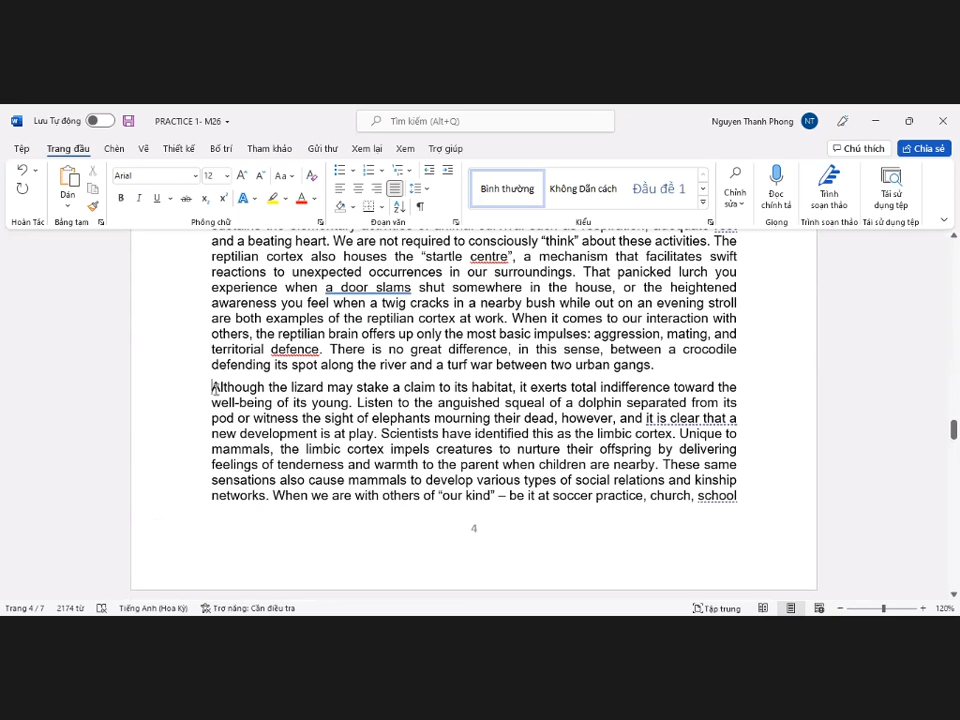 Lưu Tự động
PRACTICE 1- M26
Tìm kiếm (Alt+Q)
Nguyen Thanh Phong
NT
Tệp Trang đầu Chèn Vẽ Thiết kế Bố trí Tham khảo Gửi thư Xem lại Xem Trợ giúp
Chú thích
Chia sẻ
Dán
Arial
12
Aa
B I U ab x₂ x² A A
Bình thường
Không Dãn cách
Đầu đề 1
Chỉnh sửa
Đọc chính tả
Trình soạn thảo
Tái sử dụng tệp
Hoàn Tác
Bảng tạm
Phông chữ
Đoạn văn
Kiểu
Giọng
Trình soạn thảo
Tái sử dụng tệp
and a beating heart. We are not required to consciously “think” about these activities. The
reptilian cortex also houses the “startle centre”, a mechanism that facilitates swift
reactions to unexpected occurrences in our surroundings. That panicked lurch you
experience when a door slams shut somewhere in the house, or the heightened
awareness you feel when a twig cracks in a nearby bush while out on an evening stroll
are both examples of the reptilian cortex at work. When it comes to our interaction with
others, the reptilian brain offers up only the most basic impulses: aggression, mating, and
territorial defence. There is no great difference, in this sense, between a crocodile
defending its spot along the river and a turf war between two urban gangs.
Although the lizard may stake a claim to its habitat, it exerts total indifference toward the
well-being of its young. Listen to the anguished squeal of a dolphin separated from its
pod or witness the sight of elephants mourning their dead, however, and it is clear that a
new development is at play. Scientists have identified this as the limbic cortex. Unique to
mammals, the limbic cortex impels creatures to nurture their offspring by delivering
feelings of tenderness and warmth to the parent when children are nearby. These same
sensations also cause mammals to develop various types of social relations and kinship
networks. When we are with others of “our kind” – be it at soccer practice, church, school
4
Trang 4 / 7
2174 từ
Tiếng Anh (Hoa Kỳ)
Trợ năng: Cần điều tra
Tập trung
120%